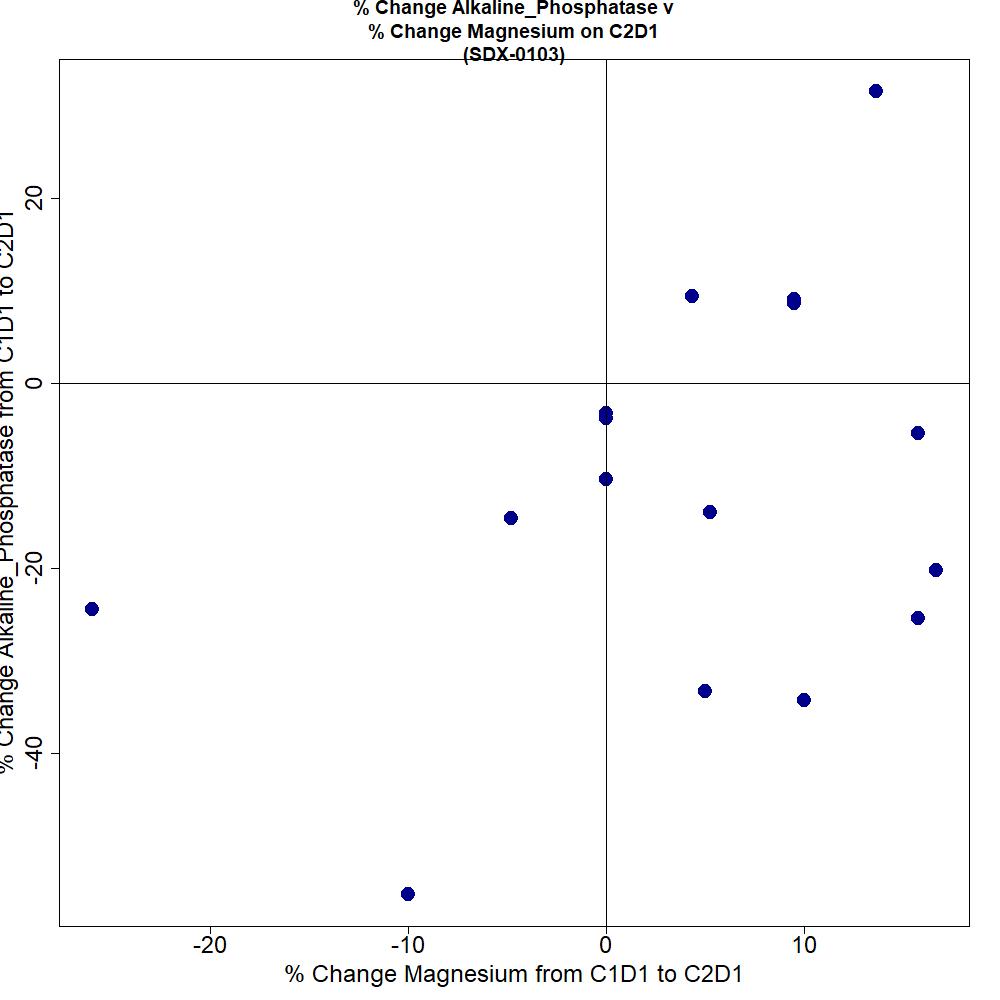 % Change Alkaline_Phosphatase v
% Change Magnesium on C2D1
(SDX-0103)
% Change Alkaline_Phosphatase from C1D1 to C2D1
20
0
-20
-40
-20
-10
0
10
% Change Magnesium from C1D1 to C2D1